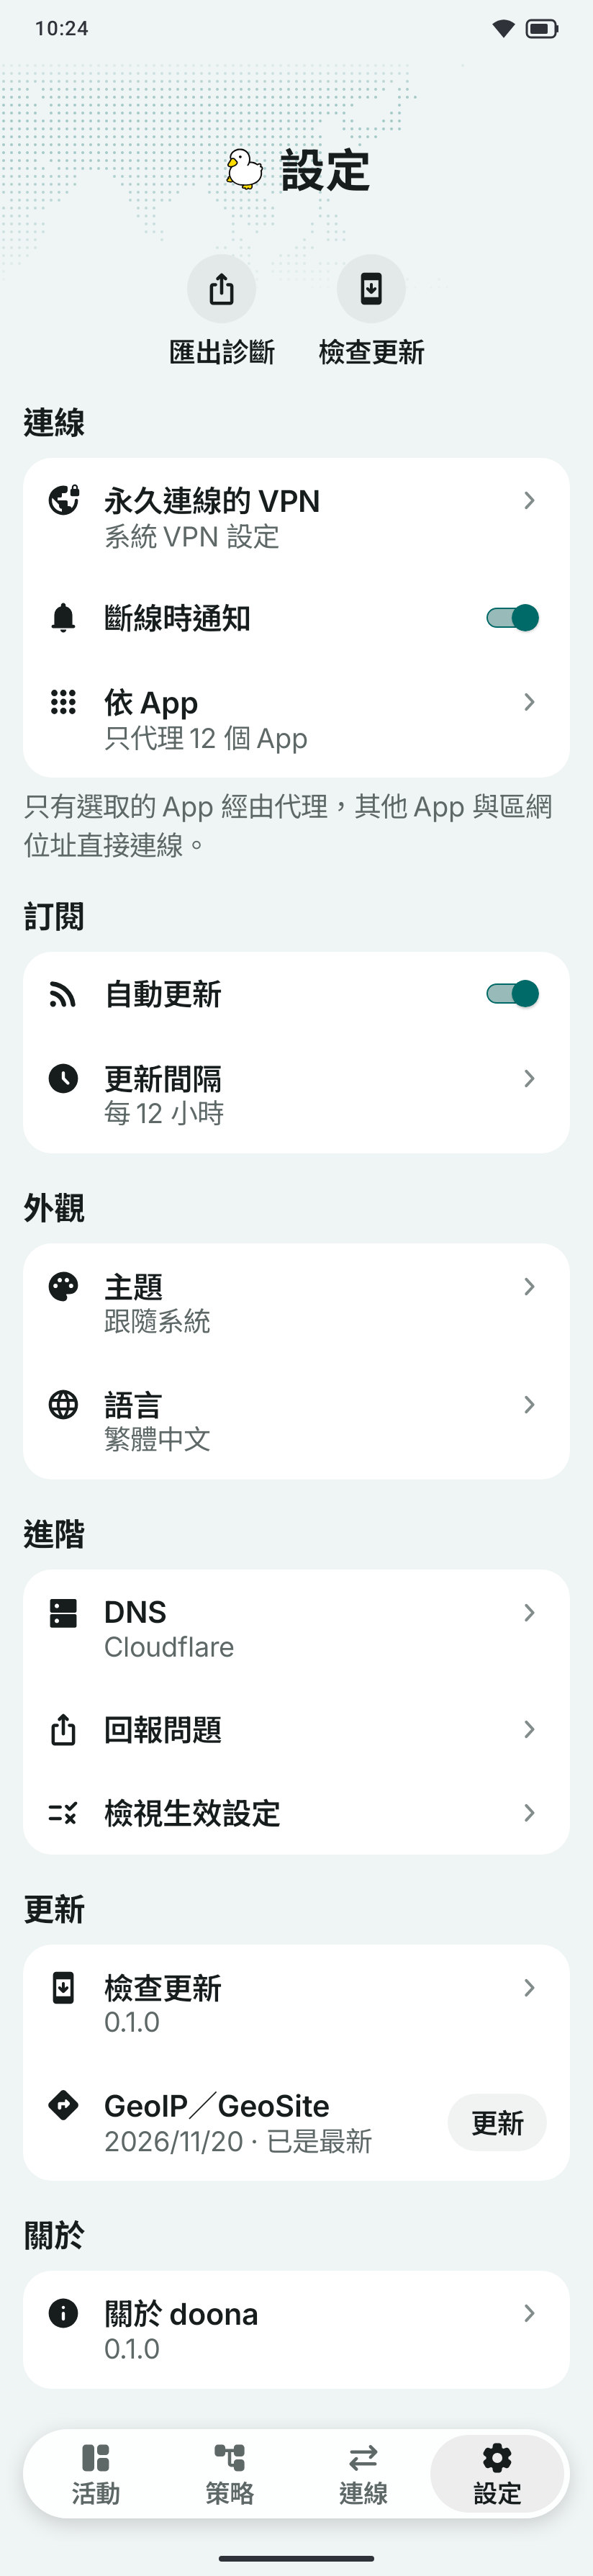 10:24
設定
匯出診斷
檢查更新
連線
永久連線的 VPN
系統 VPN 設定
斷線時通知
依 App
只代理 12 個 App
只有選取的 App 經由代理，其他 App 與區網
位址直接連線。
訂閱
自動更新
更新間隔
每 12 小時
外觀
主題
跟隨系統
語言
繁體中文
進階
DNS
Cloudflare
回報問題
檢視生效設定
更新
檢查更新
0.1.0
GeoIP／GeoSite
2026/11/20 · 已是最新
更新
關於
關於 doona
0.1.0
活動
策略
連線
設定